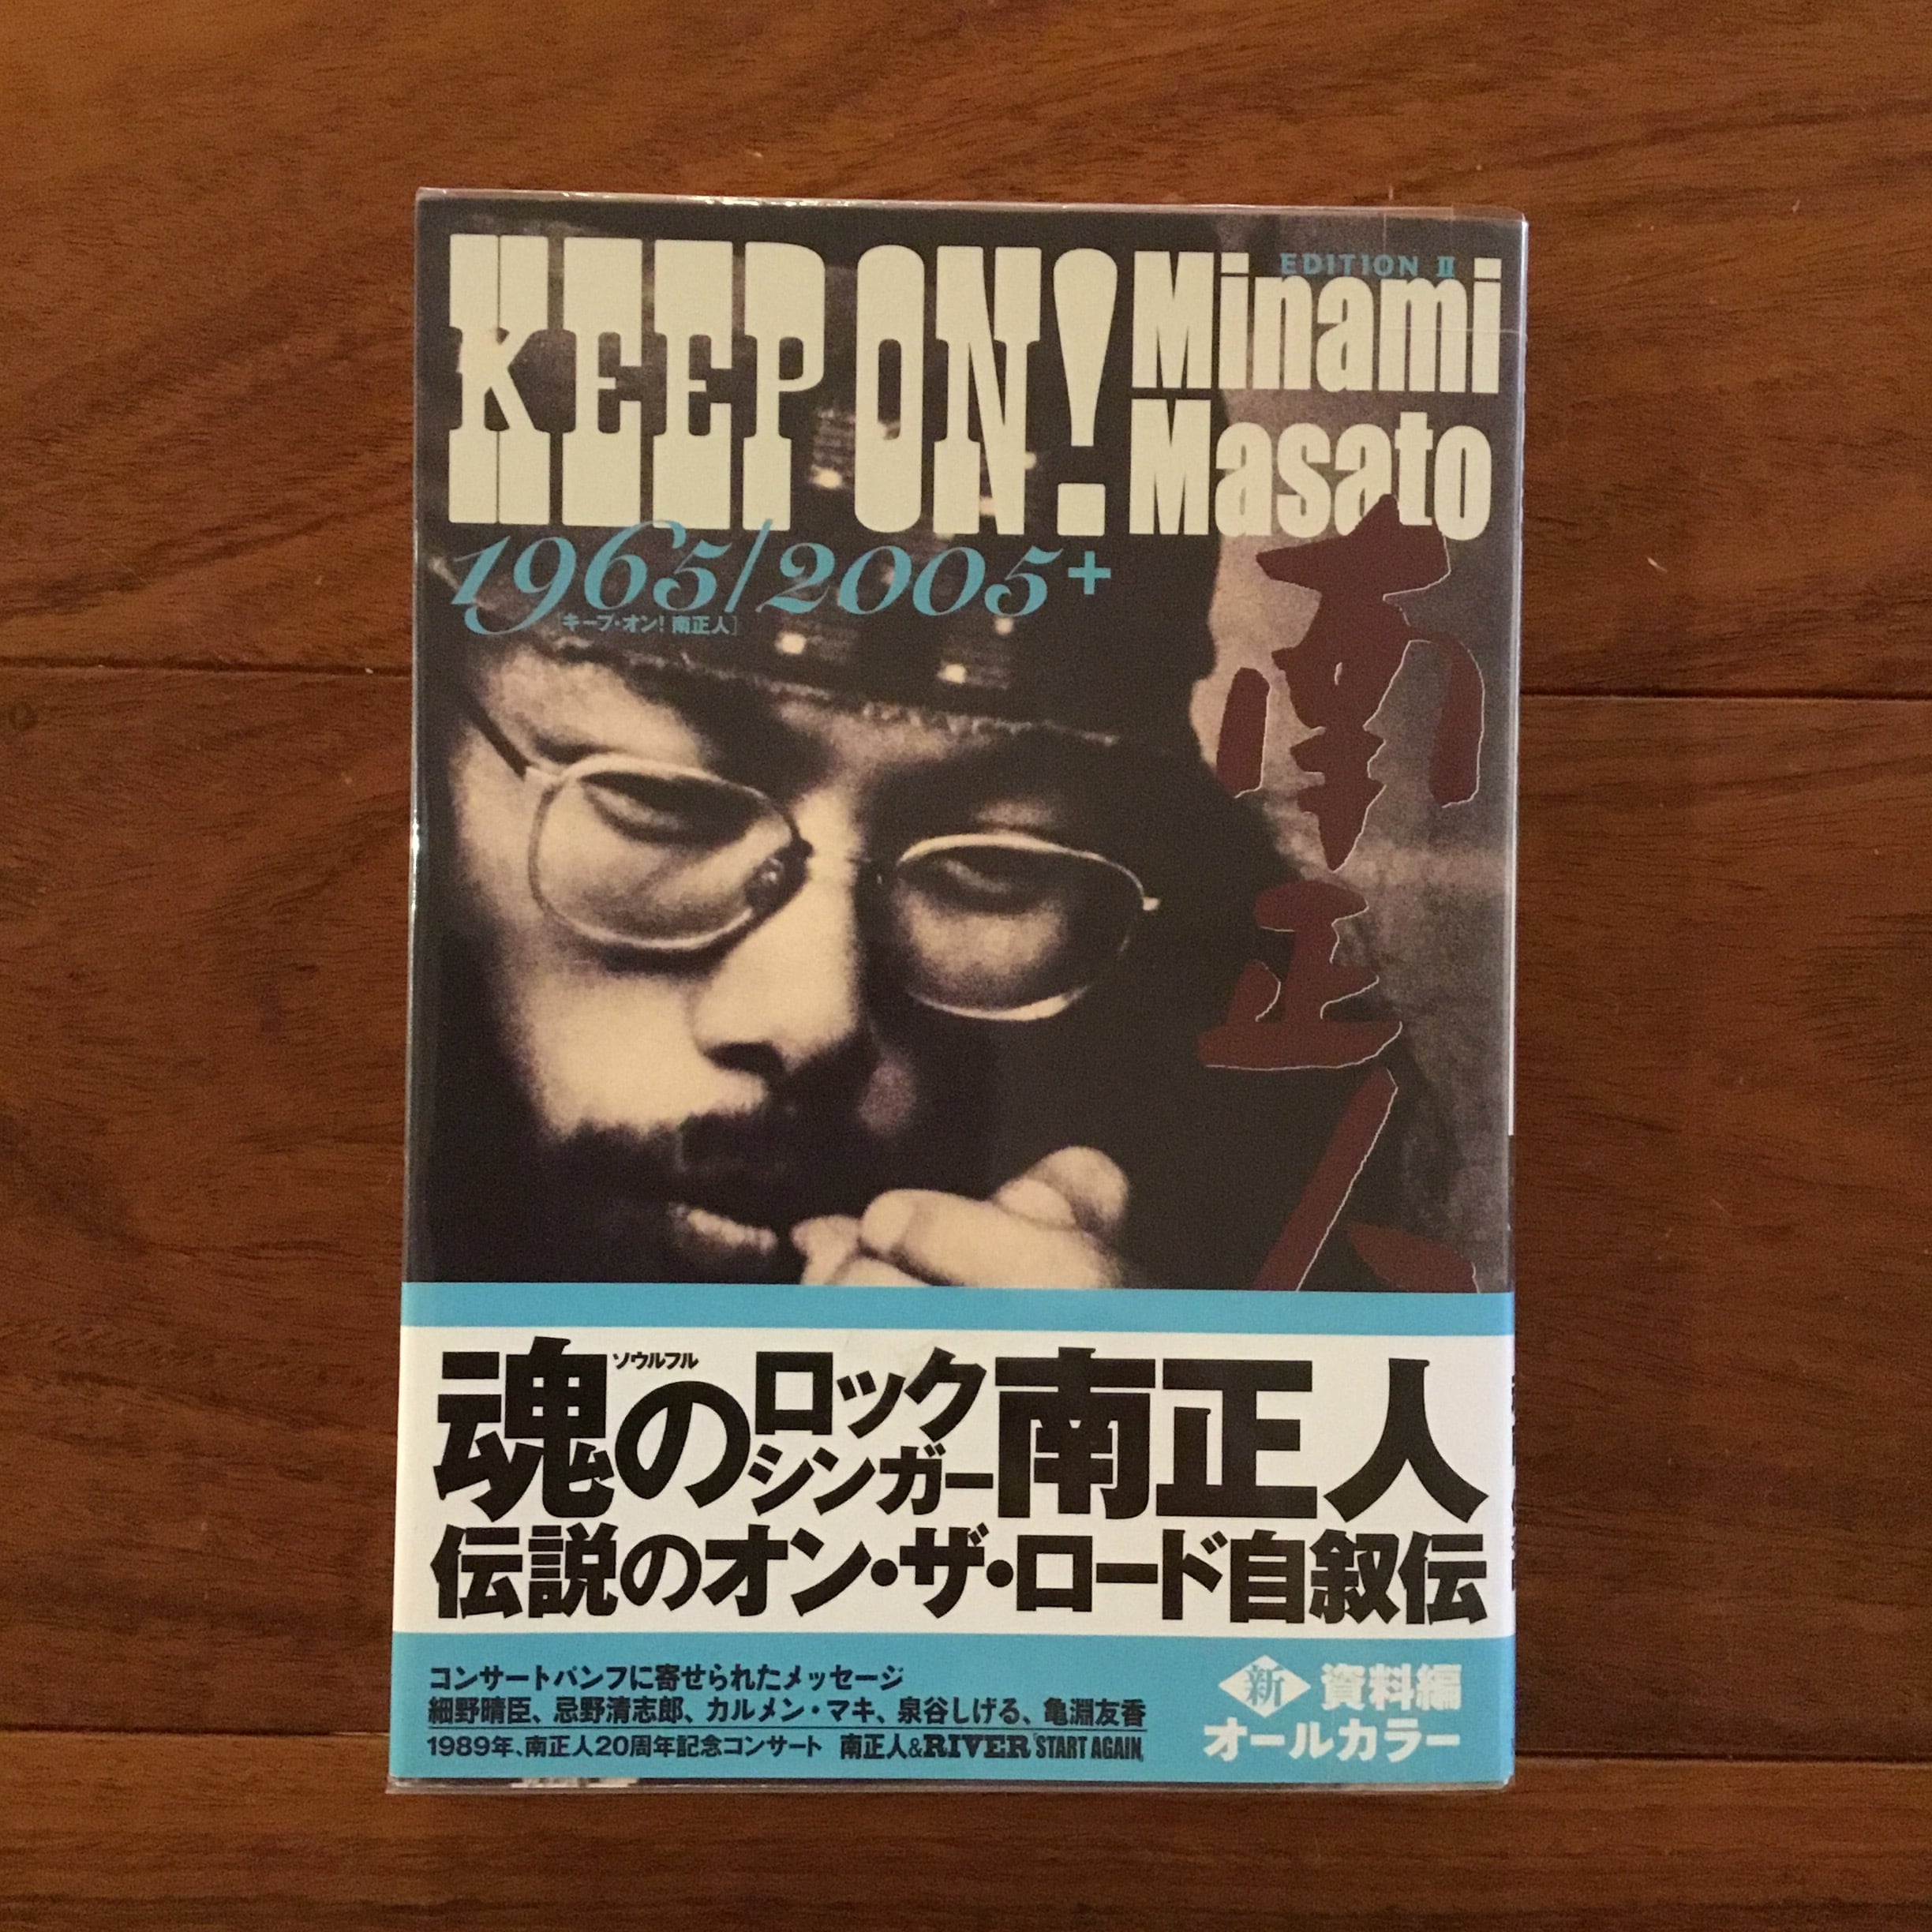 EDITION II
KEEP ON!
Minami
Masato
1965/2005+
[キープ・オン! 南正人]
南正人
ソウルフル
魂のロックシンガー南正人
伝説のオン・ザ・ロード自叙伝
コンサートパンフに寄せられたメッセージ
細野晴臣、忌野清志郎、カルメン・マキ、泉谷しげる、亀淵友香
1989年、南正人20周年記念コンサート 南正人&RIVER "START AGAIN"
新 資料編
オールカラー